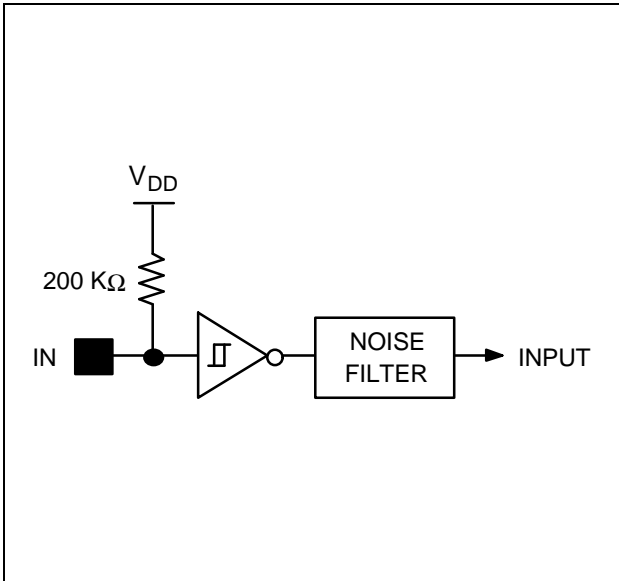 VDD
200 KΩ
IN
NOISE
FILTER
INPUT